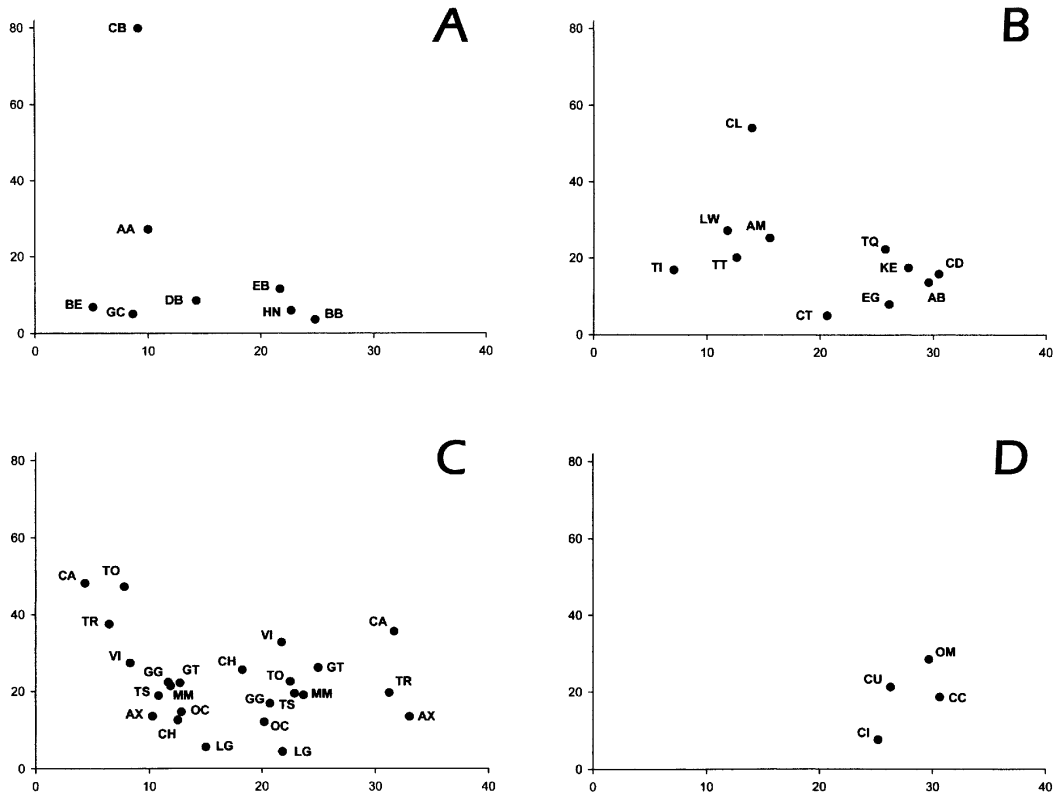 A
80
CB
60
40
AA
20
BE
GC
DB
EB
HN
BB
0
0 10 20 30 40
B
80
60
CL
40
LW
AM
TQ
20
TI
TT
KE
CD
EG
AB
CT
0
0 10 20 30 40
C
80
60
CA
TO
40
TR
CA
VI
VI
CH
GG
GT
TO
GT
TR
20
TS
MM
GG
TS
MM
AX
OC
OC
AX
CH
LG
LG
0
0 10 20 30 40
D
80
60
40
OM
CU
20
CC
CI
0
0 10 20 30 40